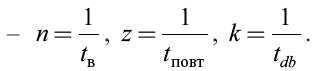 – n = 1/t_в , z = 1/t_повт , k = 1/t_db .